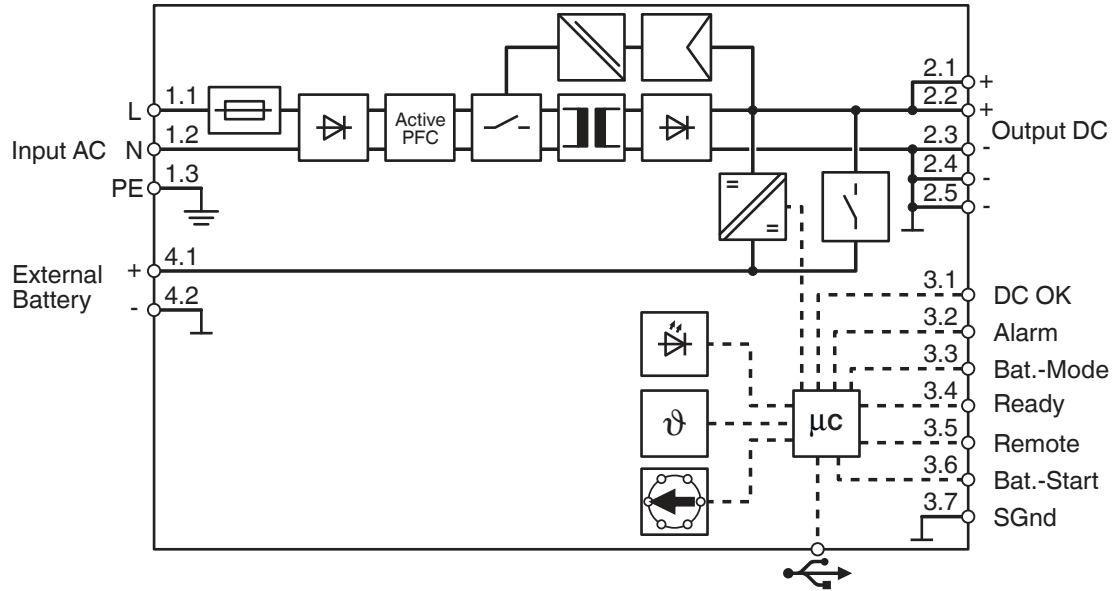 Input AC
L 1.1
N 1.2
PE 1.3
Active
PFC
2.1 +
2.2 +
2.3 -
2.4 -
2.5 -
Output DC
=
=
External
Battery
+ 4.1
- 4.2
ϑ
µc
3.1 DC OK
3.2 Alarm
3.3 Bat.-Mode
3.4 Ready
3.5 Remote
3.6 Bat.-Start
3.7 SGnd